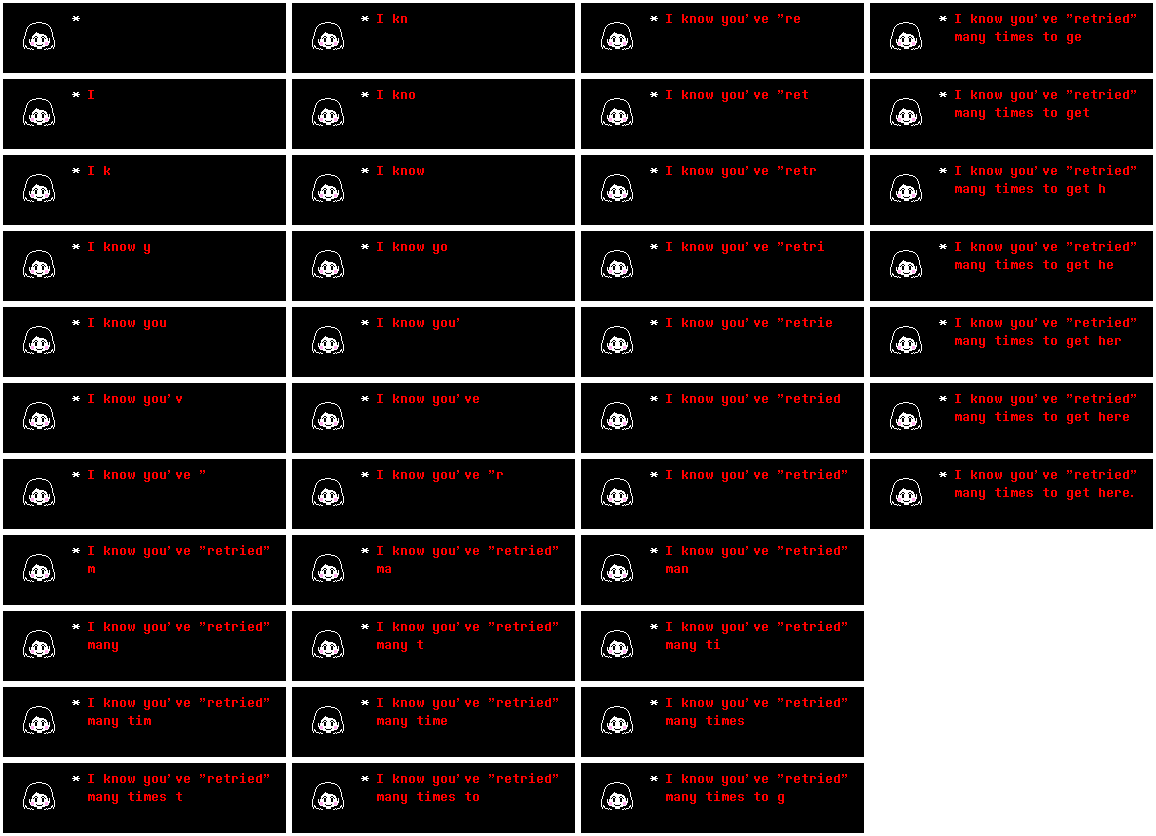 *
* I kn
* I know you've ”re
* I know you've ”retried”
many times to ge
* I
* I kno
* I know you've ”ret
* I know you've ”retried”
many times to get
* I k
* I know
* I know you've ”retr
* I know you've ”retried”
many times to get h
* I know y
* I know yo
* I know you've ”retri
* I know you've ”retried”
many times to get he
* I know you
* I know you'
* I know you've ”retrie
* I know you've ”retried”
many times to get her
* I know you'v
* I know you've
* I know you've ”retried
* I know you've ”retried”
many times to get here
* I know you've ”
* I know you've ”r
* I know you've ”retried”
* I know you've ”retried”
many times to get here.
* I know you've ”retried”
m
* I know you've ”retried”
ma
* I know you've ”retried”
man
* I know you've ”retried”
many
* I know you've ”retried”
many t
* I know you've ”retried”
many ti
* I know you've ”retried”
many tim
* I know you've ”retried”
many time
* I know you've ”retried”
many times
* I know you've ”retried”
many times t
* I know you've ”retried”
many times to
* I know you've ”retried”
many times to g